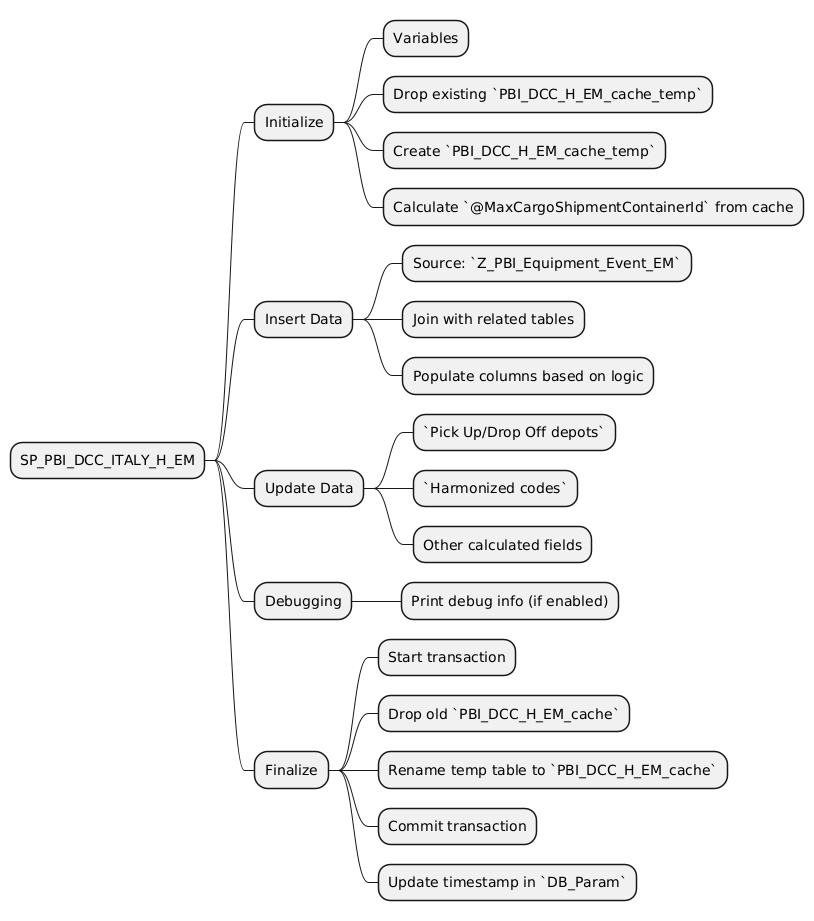 SP_PBI_DCC_ITALY_H_EM
Initialize
Variables
Drop existing `PBI_DCC_H_EM_cache_temp`
Create `PBI_DCC_H_EM_cache_temp`
Calculate `@MaxCargoShipmentContainerId` from cache
Insert Data
Source: `Z_PBI_Equipment_Event_EM`
Join with related tables
Populate columns based on logic
Update Data
`Pick Up/Drop Off depots`
`Harmonized codes`
Other calculated fields
Debugging
Print debug info (if enabled)
Finalize
Start transaction
Drop old `PBI_DCC_H_EM_cache`
Rename temp table to `PBI_DCC_H_EM_cache`
Commit transaction
Update timestamp in `DB_Param`